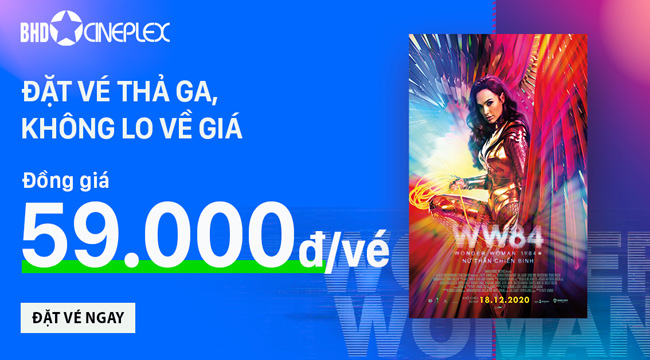 BHD CINEPLEX
ĐẶT VÉ THẢ GA,
KHÔNG LO VỀ GIÁ
Đồng giá
59.000đ/vé
ĐẶT VÉ NGAY
WW84
WONDER WOMAN 1984
NỮ THẦN CHIẾN BINH
18.12.2020
WONDER
WOMAN